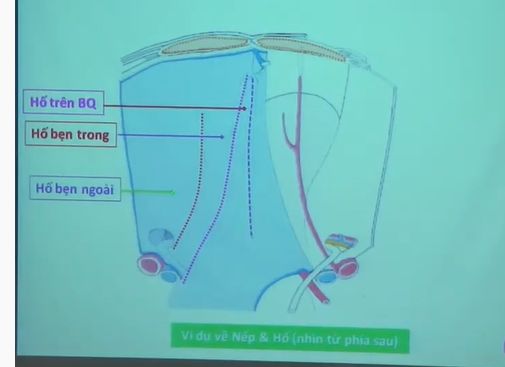 Hố trên BQ
Hố bẹn trong
Hố bẹn ngoài
Ví dụ về Nếp & Hố (nhìn từ phía sau)